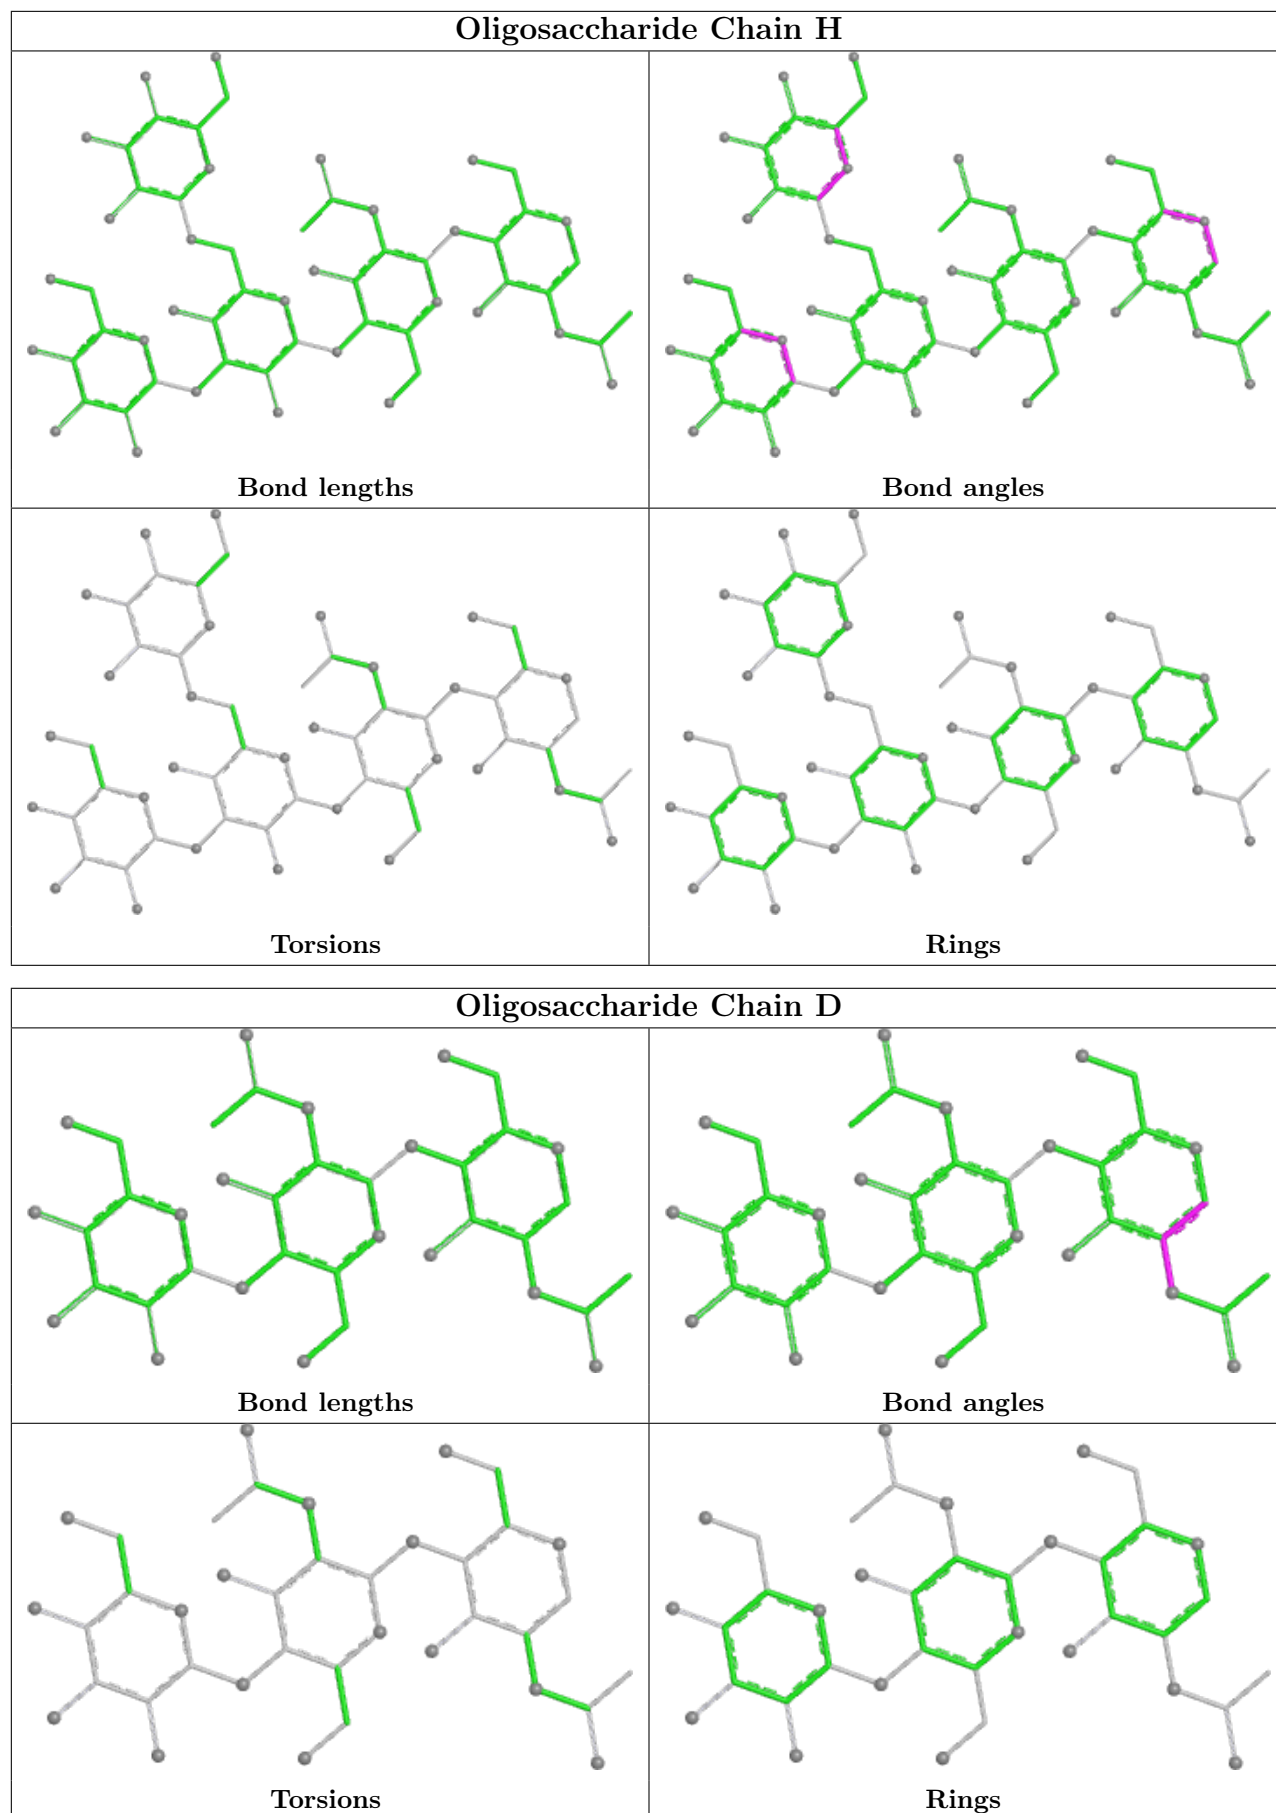 Oligosaccharide Chain H
Bond lengths
Bond angles
Torsions
Rings
Oligosaccharide Chain D
Bond lengths
Bond angles
Torsions
Rings